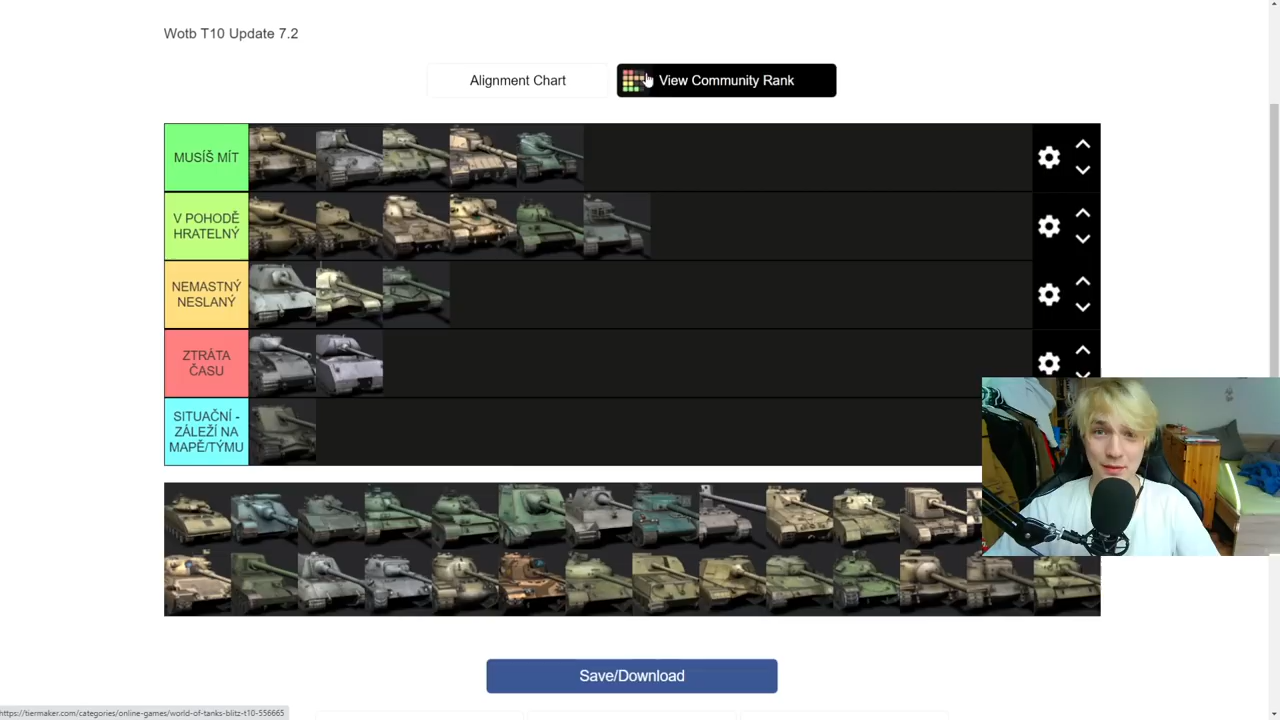 Wotb T10 Update 7.2
Alignment Chart
View Community Rank
MUSÍŠ MÍT
V POHODĚ
HRATELNÝ
NEMASTNÝ
NESLANÝ
ZTRÁTA
ČASU
SITUAČNÍ -
ZÁLEŽÍ NA
MAPĚ/TÝMU
Save/Download
https://tiermaker.com/categories/online-games/world-of-tanks-blitz-t10-556665